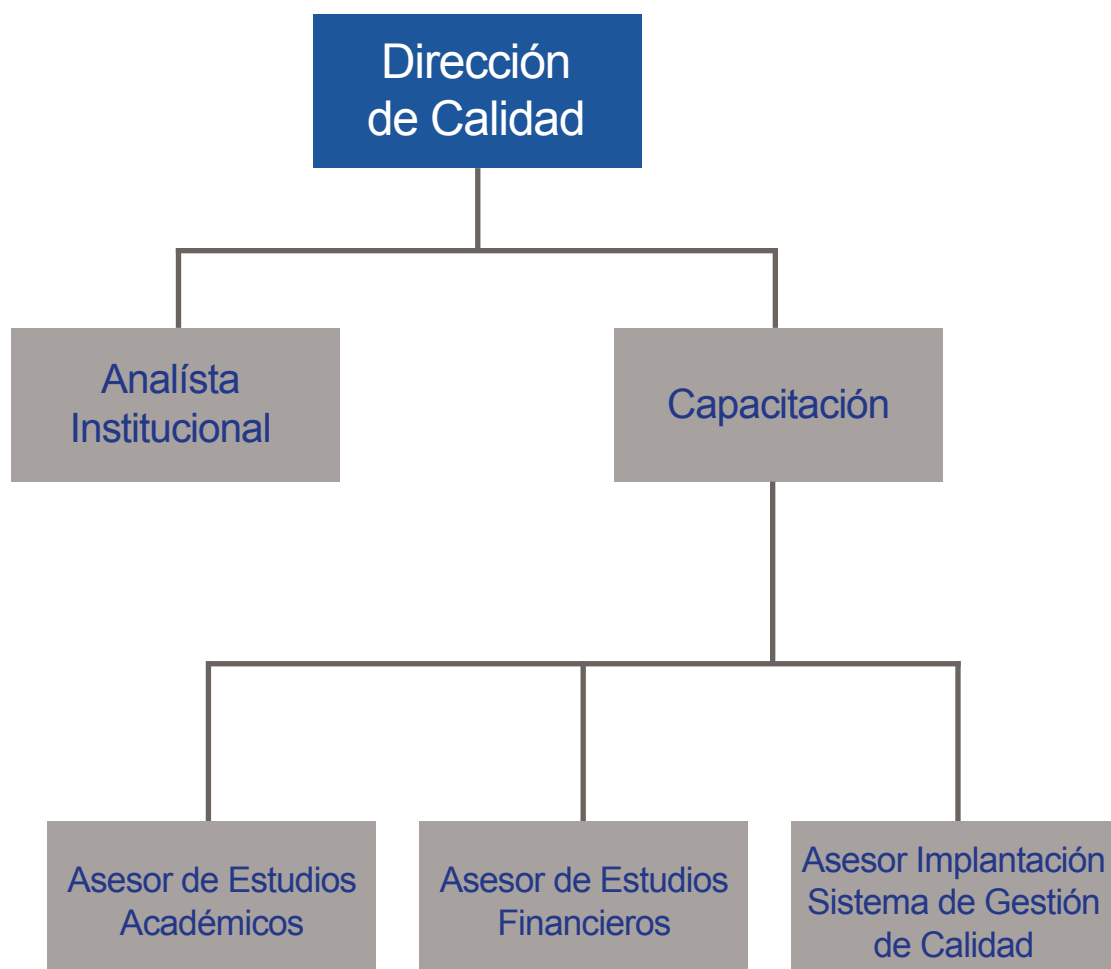 Dirección
de Calidad
Analísta
Institucional
Capacitación
Asesor de Estudios
Académicos
Asesor de Estudios
Financieros
Asesor Implantación
Sistema de Gestión
de Calidad